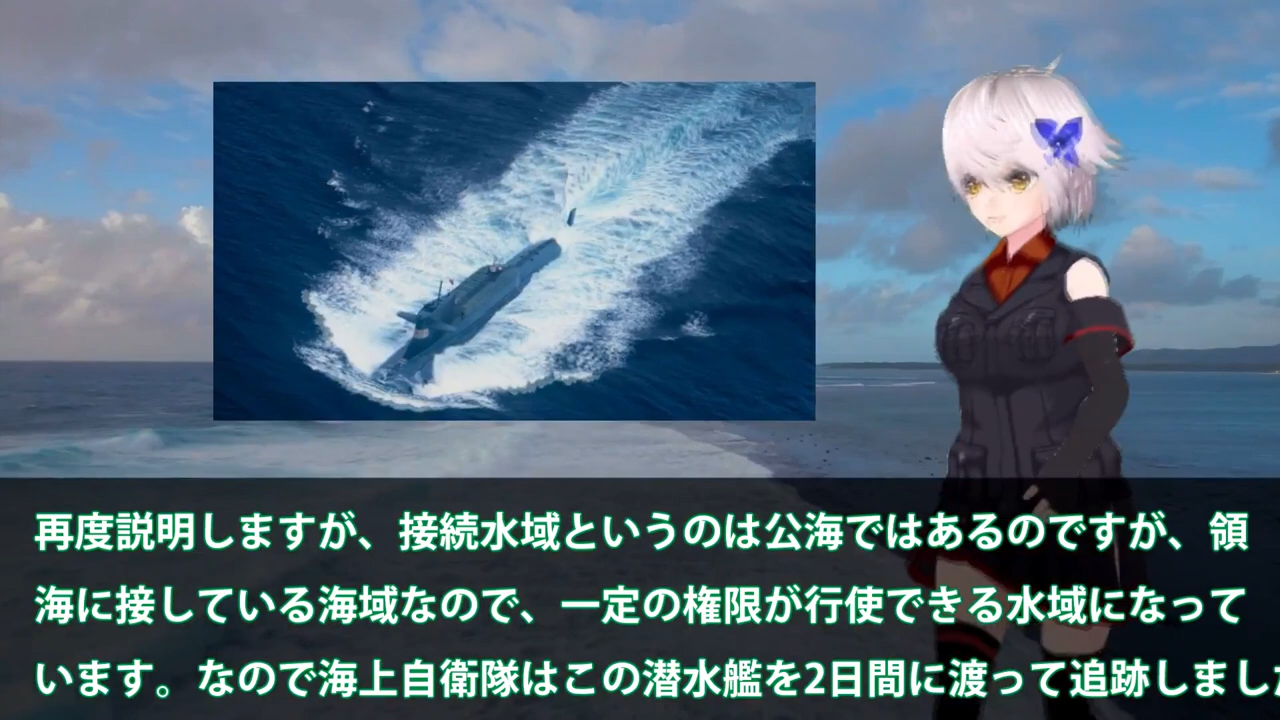 再度説明しますが、接続水域というのは公海ではあるのですが、領
海に接している海域なので、一定の権限が行使できる水域になって
います。なので海上自衛隊はこの潜水艦を2日間に渡って追跡しました